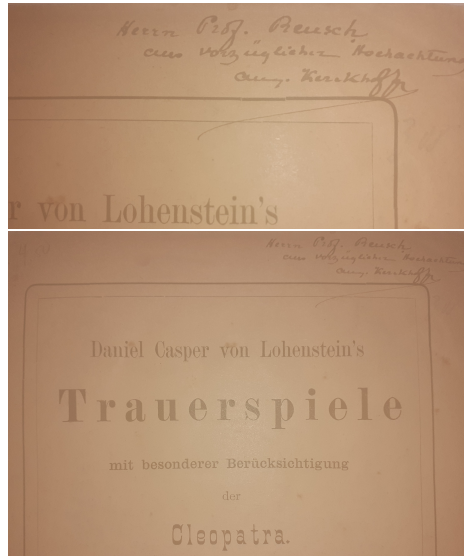 Herrn Prof. Reusch
aus vorzüglicher Hochachtung
Aug. Kerckhoffs
r von Lohenstein's
Herrn Prof. Reusch
aus vorzüglicher Hochachtung
Aug. Kerckhoffs
Daniel Casper von Lohenstein's
Trauerspiele
mit besonderer Berücksichtigung
der
Cleopatra.